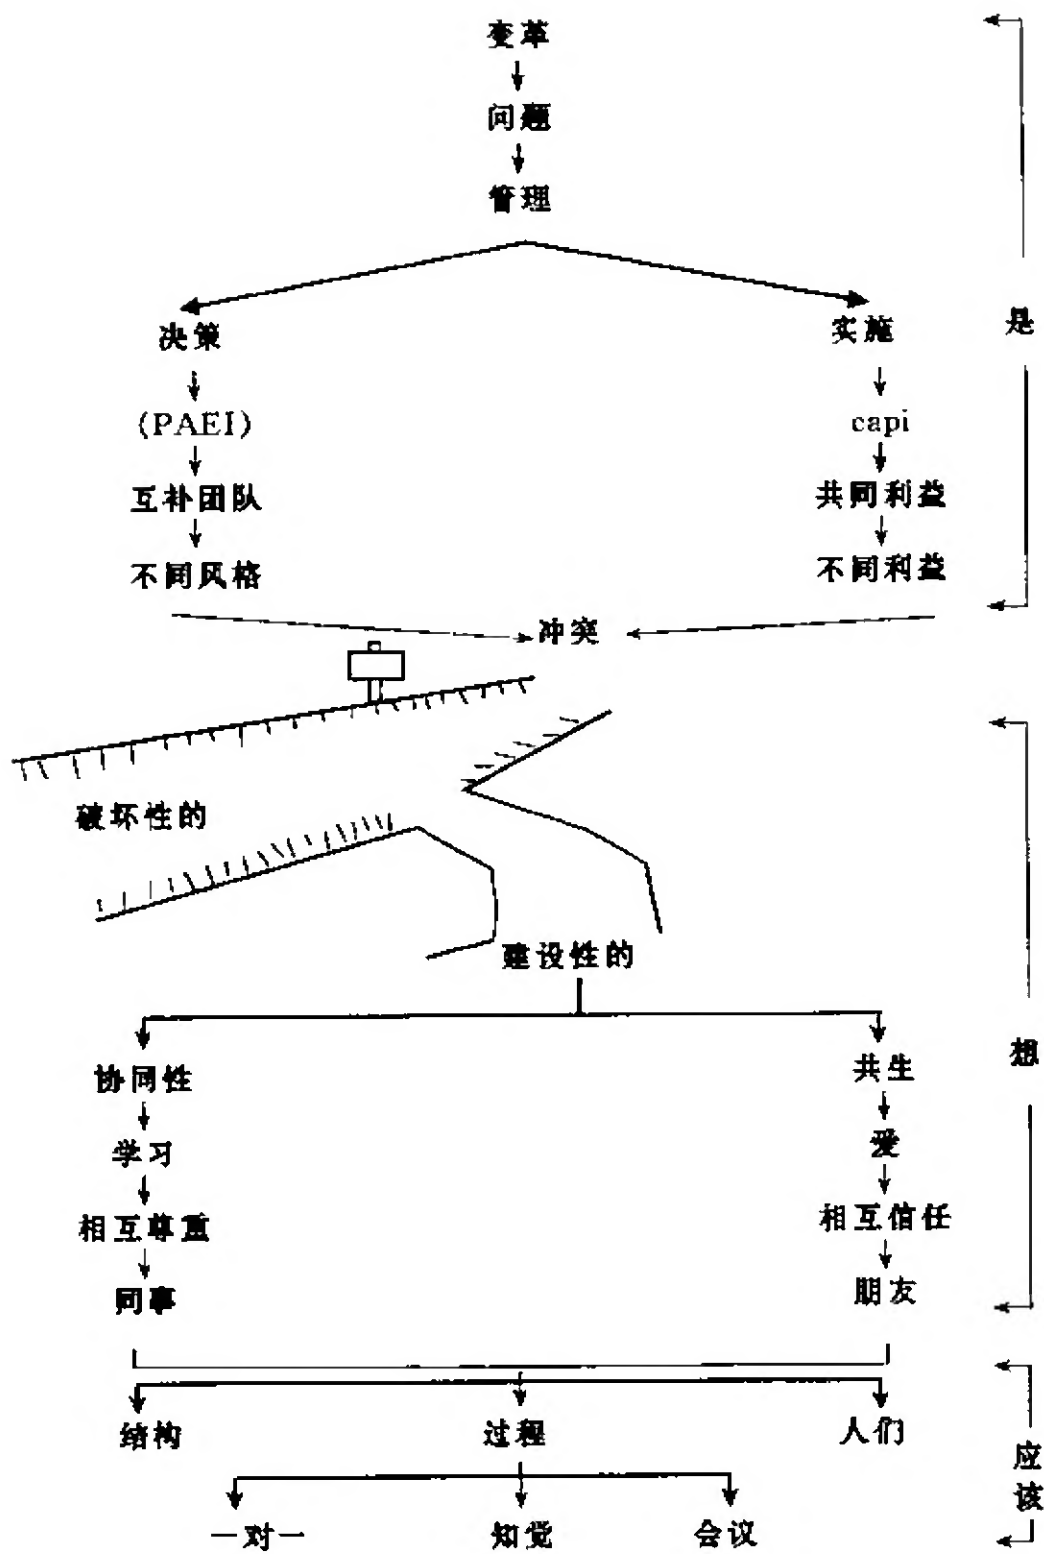 变革
问题
管理
决策 实施
是
(PAEI) capi
互补团队 共同利益
不同风格 不同利益
冲突
破坏性的
建设性的
想
协同性 共生
学习 爱
相互尊重 相互信任
同事 朋友
结构 过程 人们
应该
一对一 知觉 会议